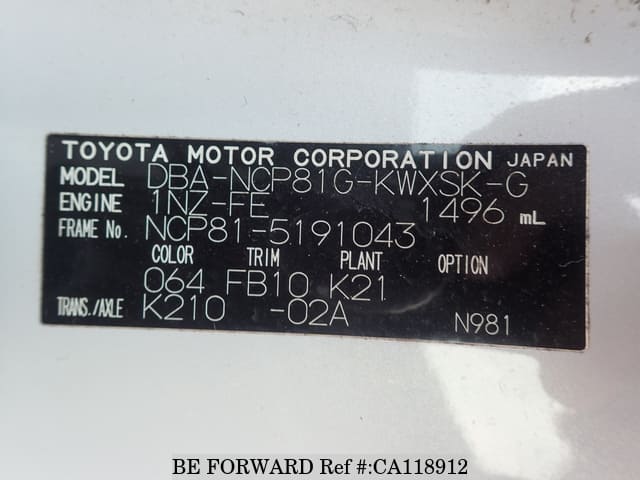 TOYOTA MOTOR CORPORATION JAPAN
MODEL DBA-NCP81G-KWXSK-G
ENGINE 1NZ-FE 1496 mL
FRAME No. NCP81-5191043
COLOR TRIM PLANT OPTION
064 FB10 K21
TRANS./AXLE K210 -02A N981
BE FORWARD Ref #:CA118912